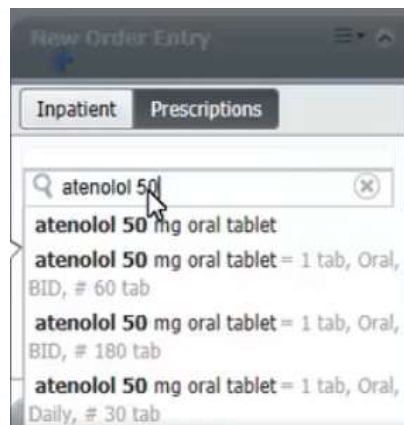 New Order Entry
Inpatient Prescriptions
atenolol 50
atenolol 50 mg oral tablet
atenolol 50 mg oral tablet = 1 tab, Oral,
BID, # 60 tab
atenolol 50 mg oral tablet = 1 tab, Oral,
BID, # 180 tab
atenolol 50 mg oral tablet = 1 tab, Oral,
Daily, # 30 tab